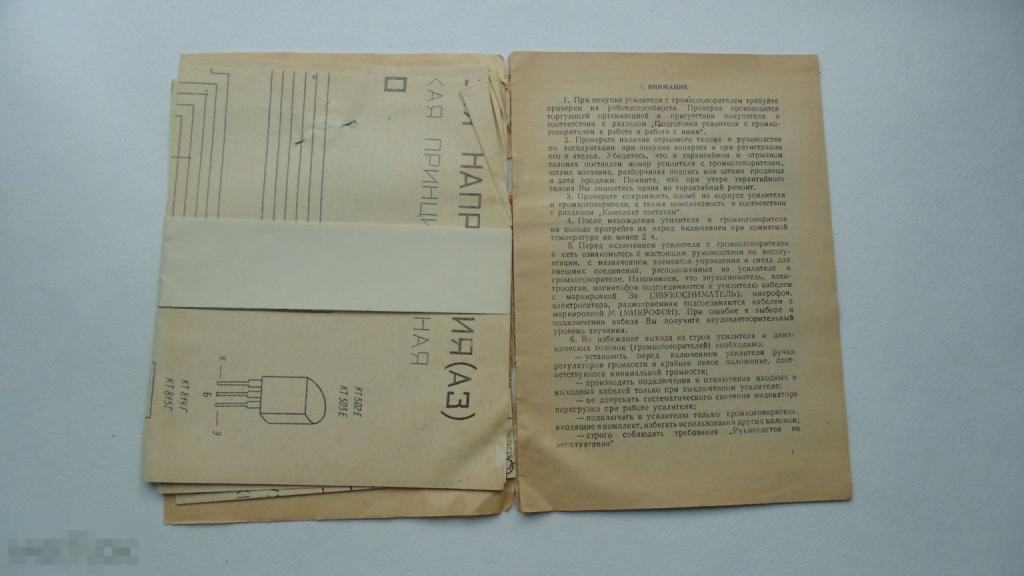 НАПР
КАЯ ПРИНЦИ
ИЯ(А3)
НАЯ
К
Б
Э
КТ814Г
КТ815Г
КТ502Е
КТ503Е
1. ВНИМАНИЕ
1. При покупке усилителя с громкоговорителем требуйте
проверки их работоспособности. Проверка производится
торгующей организацией в присутствии покупателя в
соответствии с разделом „Подготовка усилителя с громко-
говорителем к работе и работа с ними“.
2. Проверьте наличие отрывного талона в руководстве
по эксплуатации при покупке аппарата и при регистрации
его в ателье. Убедитесь, что в гарантийном и отрывном
талонах поставлен номер усилителя с громкоговорителем,
штамп магазина, разборчивая подпись или штамп продавца
и дата продажи. Помните, что при утере гарантийного
талона Вы лишаетесь права на гарантийный ремонт.
3. Проверьте сохранность пломб на корпусе усилителя
и громкоговорителя, а также комплектность в соответствии
с разделом „Комплект поставки“.
4. После нахождения усилителя и громкоговорителя
на холоде прогрейте их перед включением при комнатной
температуре не менее 2 ч.
5. Перед включением усилителя с громкоговорителем
в сеть ознакомьтесь с настоящим руководством по эксплу-
атации, с назначением элементов управления и гнезд для
внешних соединений, расположенных на усилителе и
громкоговорителе. Напоминаем, что звукосниматель, элек-
троорган, магнитофон подсоединяются к усилителю кабелем
с маркировкой Зв (ЗВУКОСНИМАТЕЛЬ), микрофон,
электрогитара, радиоприемник подсоединяются кабелем с
маркировкой М (МИКРОФОН). При ошибке в выборе и
подключении кабеля Вы получите неудовлетворительный
уровень звучания.
6. Во избежание выхода из строя усилителя и дина-
мических головок (громкоговорителей) необходимо:
— установить перед включением усилителя ручки
регуляторов громкости в крайнее левое положение, соот-
ветствующее минимальной громкости;
— производить подключения и отключения входных и
выходных кабелей только при выключенном усилителе;
— не допускать систематического свечения индикатора
перегрузки при работе усилителя;
— подключать к усилителю только громкоговорители,
входящие в комплект, избегать использования других колонок;
— строго соблюдать требования „Руководства по
эксплуатации“
1